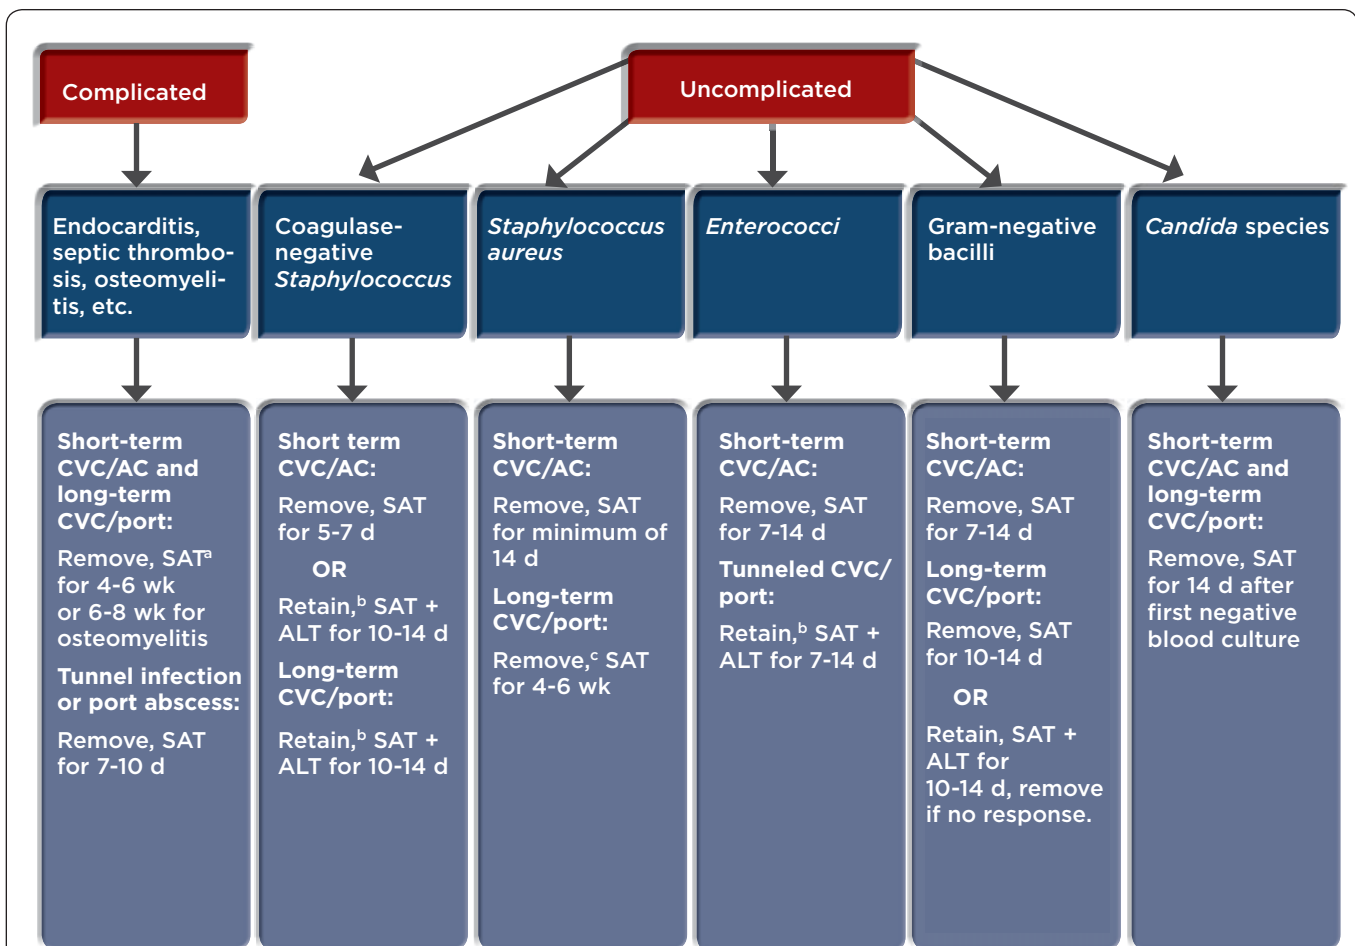 Complicated
Uncomplicated
Endocarditis,
septic thrombo-
sis, osteomyeli-
tis, etc.
Coagulase-
negative
Staphylococcus
Staphylococcus
aureus
Enterococci
Gram-negative
bacilli
Candida species
Short-term
CVC/AC and
long-term
CVC/port:
Remove, SATa
for 4-6 wk
or 6-8 wk for
osteomyelitis
Tunnel infection
or port abscess:
Remove, SAT
for 7-10 d
Short term
CVC/AC:
Remove, SAT
for 5-7 d
OR
Retain,b SAT +
ALT for 10-14 d
Long-term
CVC/port:
Retain,b SAT +
ALT for 10-14 d
Short-term
CVC/AC:
Remove, SAT
for minimum of
14 d
Long-term
CVC/port:
Remove,c SAT
for 4-6 wk
Short-term
CVC/AC:
Remove, SAT
for 7-14 d
Tunneled CVC/
port:
Retain,b SAT +
ALT for 7-14 d
Short-term
CVC/AC:
Remove, SAT
for 7-14 d
Long-term
CVC/port:
Remove, SAT
for 10-14 d
OR
Retain, SAT +
ALT for
10-14 d, remove
if no response.
Short-term
CVC/AC and
long-term
CVC/port:
Remove, SAT
for 14 d after
first negative
blood culture